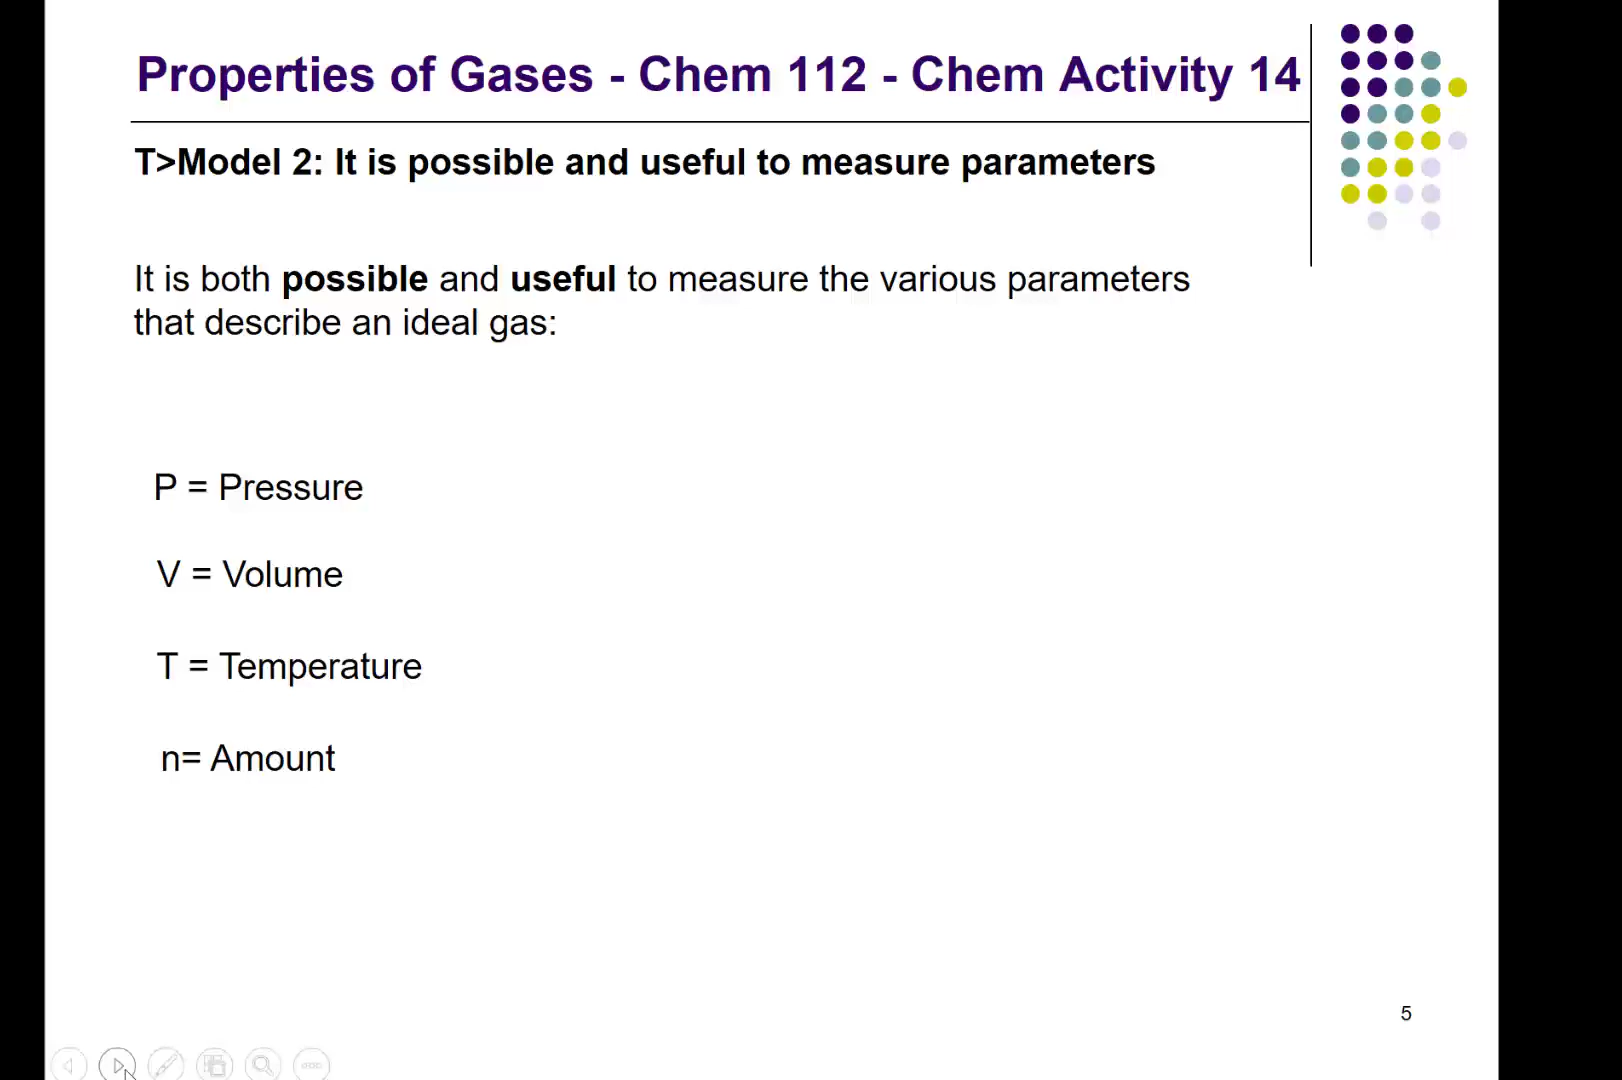 Properties of Gases - Chem 112 - Chem Activity 14
T>Model 2: It is possible and useful to measure parameters
It is both possible and useful to measure the various parameters
that describe an ideal gas:
P = Pressure
V = Volume
T = Temperature
n= Amount
5